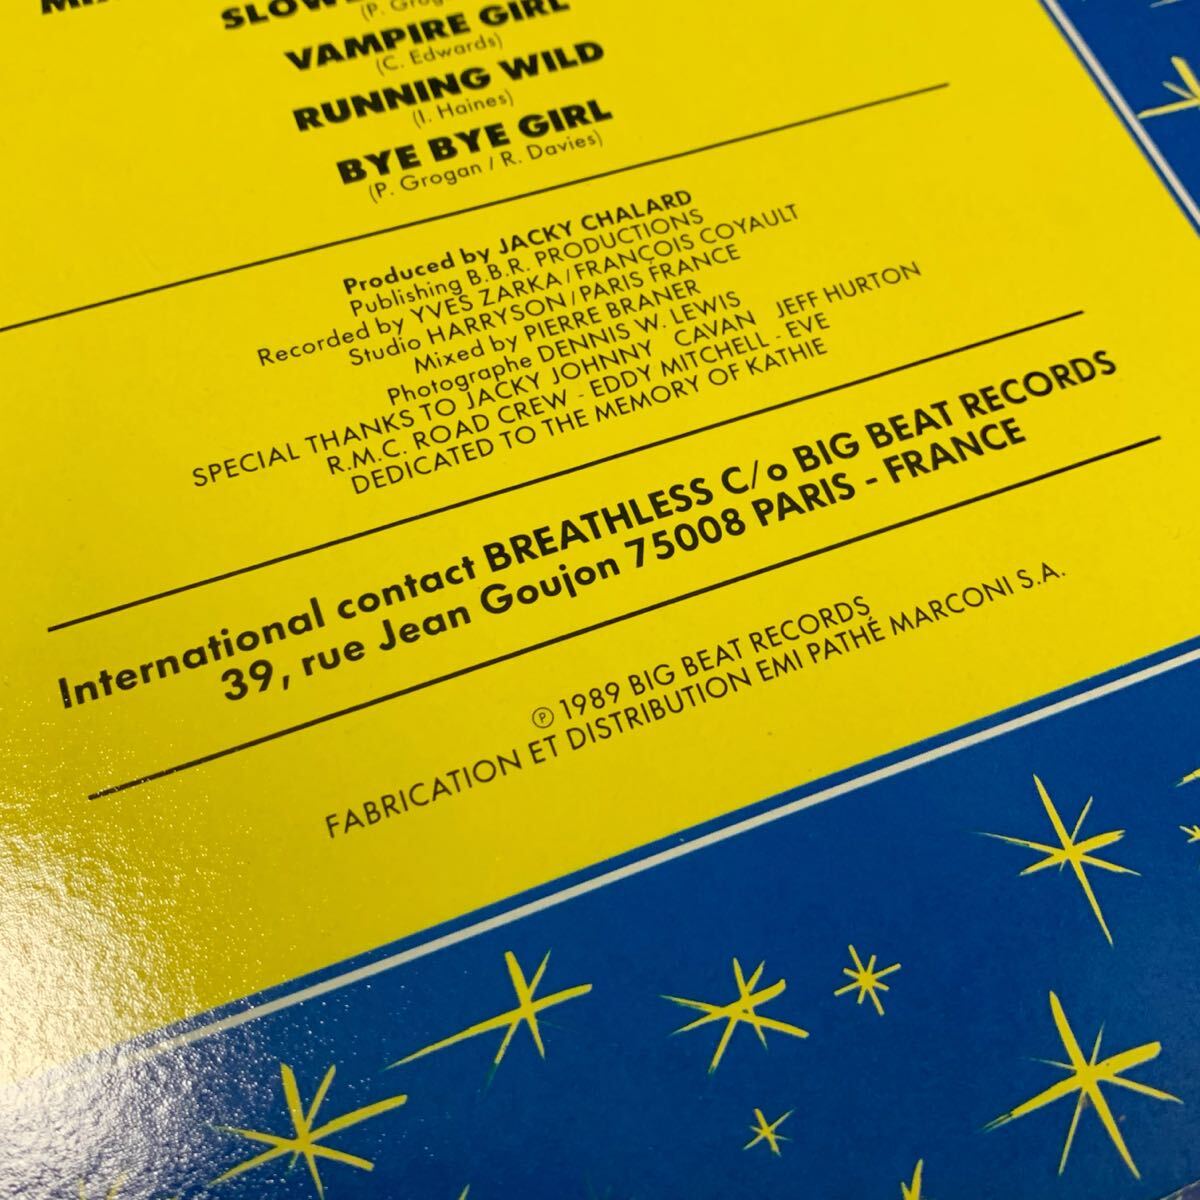 (P.
VAMPIRE GIRL
(C. Edwards)
RUNNING WILD
(I. Haines)
BYE BYE GIRL
(P. Grogan / R. Davies)
Produced by JACKY CHALARD
Publishing B.B.R. PRODUCTIONS
Recorded by YVES ZARKA / FRANÇOIS COYAULT
Studio HARRYSON / PARIS FRANCE
Mixed by PIERRE BRANER
Photographe DENNIS W. LEWIS
SPECIAL THANKS TO JACKY JOHNNY CAVAN JEFF HURTON
R.M.C. ROAD CREW - EDDY MITCHELL - EVE
DEDICATED TO THE MEMORY OF KATHIE
International contact BREATHLESS C/o BIG BEAT RECORDS
39, rue Jean Goujon 75008 PARIS - FRANCE
℗ 1989 BIG BEAT RECORDS
FABRICATION ET DISTRIBUTION EMI PATHÉ MARCONI S.A.